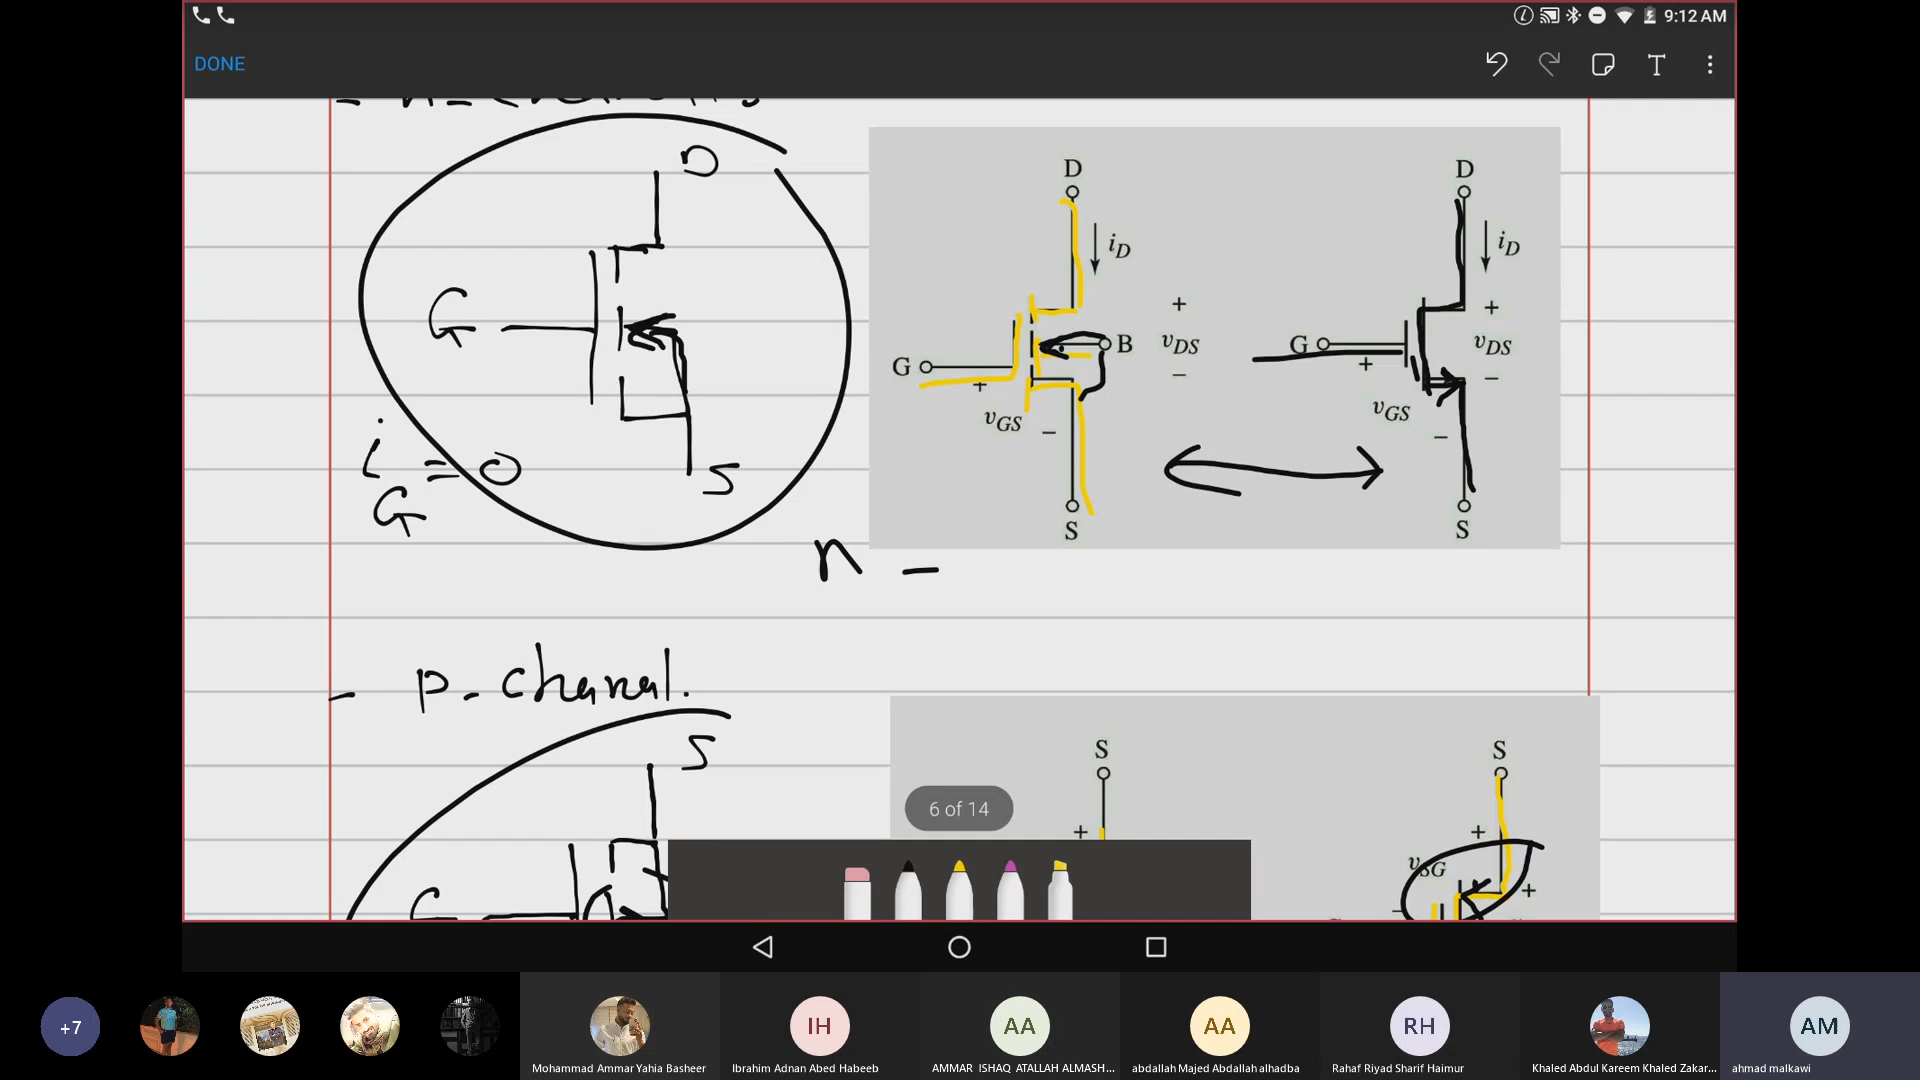 9:12 AM
DONE
D
G
S
i = 0
G
D
iD
G
+
vGS
−
B
+
vDS
−
S
D
iD
G
+
vGS
−
+
vDS
−
S
n -
- p-chanal.
S
G
S
+
S
+
vSG
−
+
6 of 14
+7
Mohammad Ammar Yahia Basheer
IH
Ibrahim Adnan Abed Habeeb
AA
AMMAR ISHAQ ATALLAH ALMASH...
AA
abdallah Majed Abdallah alhadba
RH
Rahaf Riyad Sharif Haimur
Khaled Abdul Kareem Khaled Zakar...
AM
ahmad malkawi